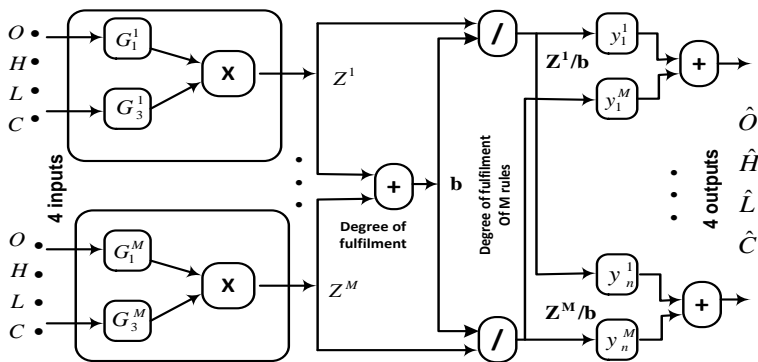 O
H
L
C
4 inputs
G₁¹
G₃¹
X
Z¹
O
H
L
C
G₁ᴹ
G₃ᴹ
X
Zᴹ
+
Degree of
fulfilment
b
/
/
Degree of fulfilment
Of M rules
Z¹/b
Zᴹ/b
y₁¹
y₁ᴹ
+
yₙ¹
yₙᴹ
+
4 outputs
Ô
Ĥ
L̂
Ĉ